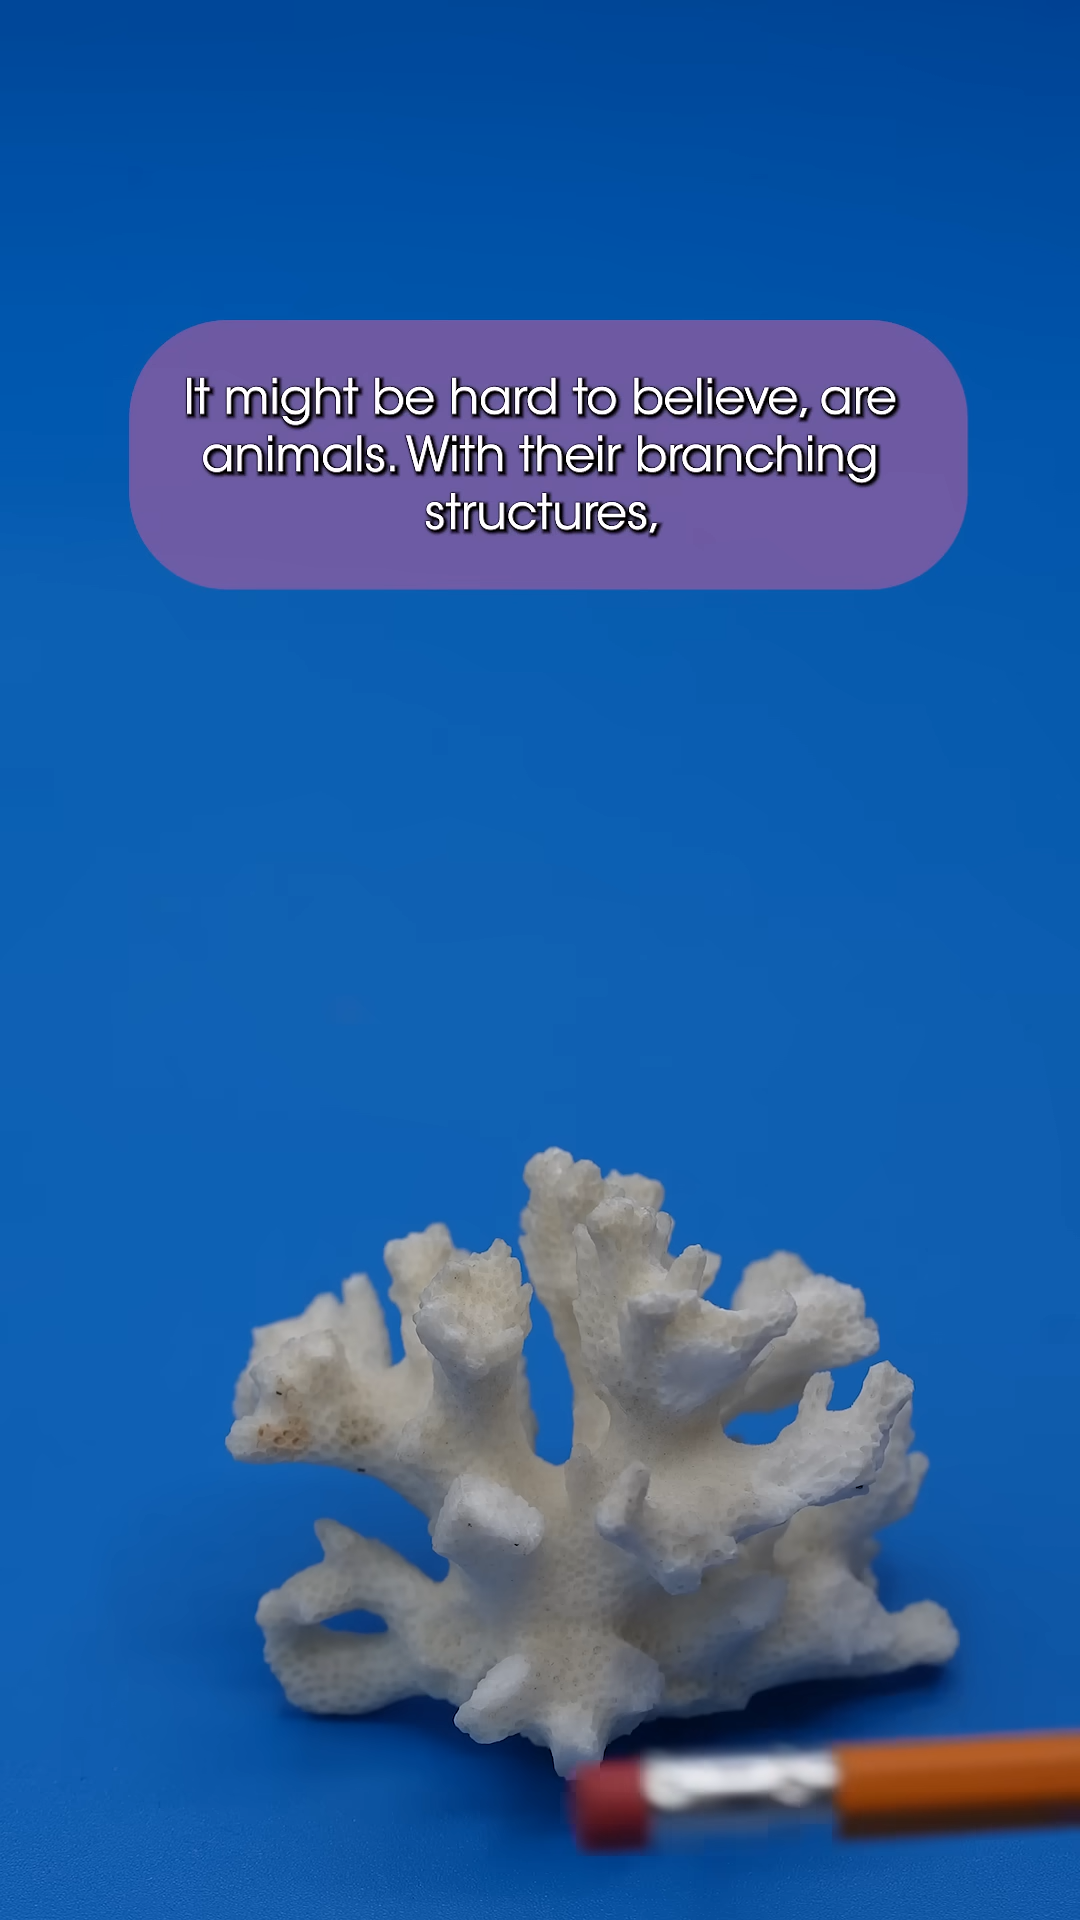 It might be hard to believe, are
animals. With their branching
structures,